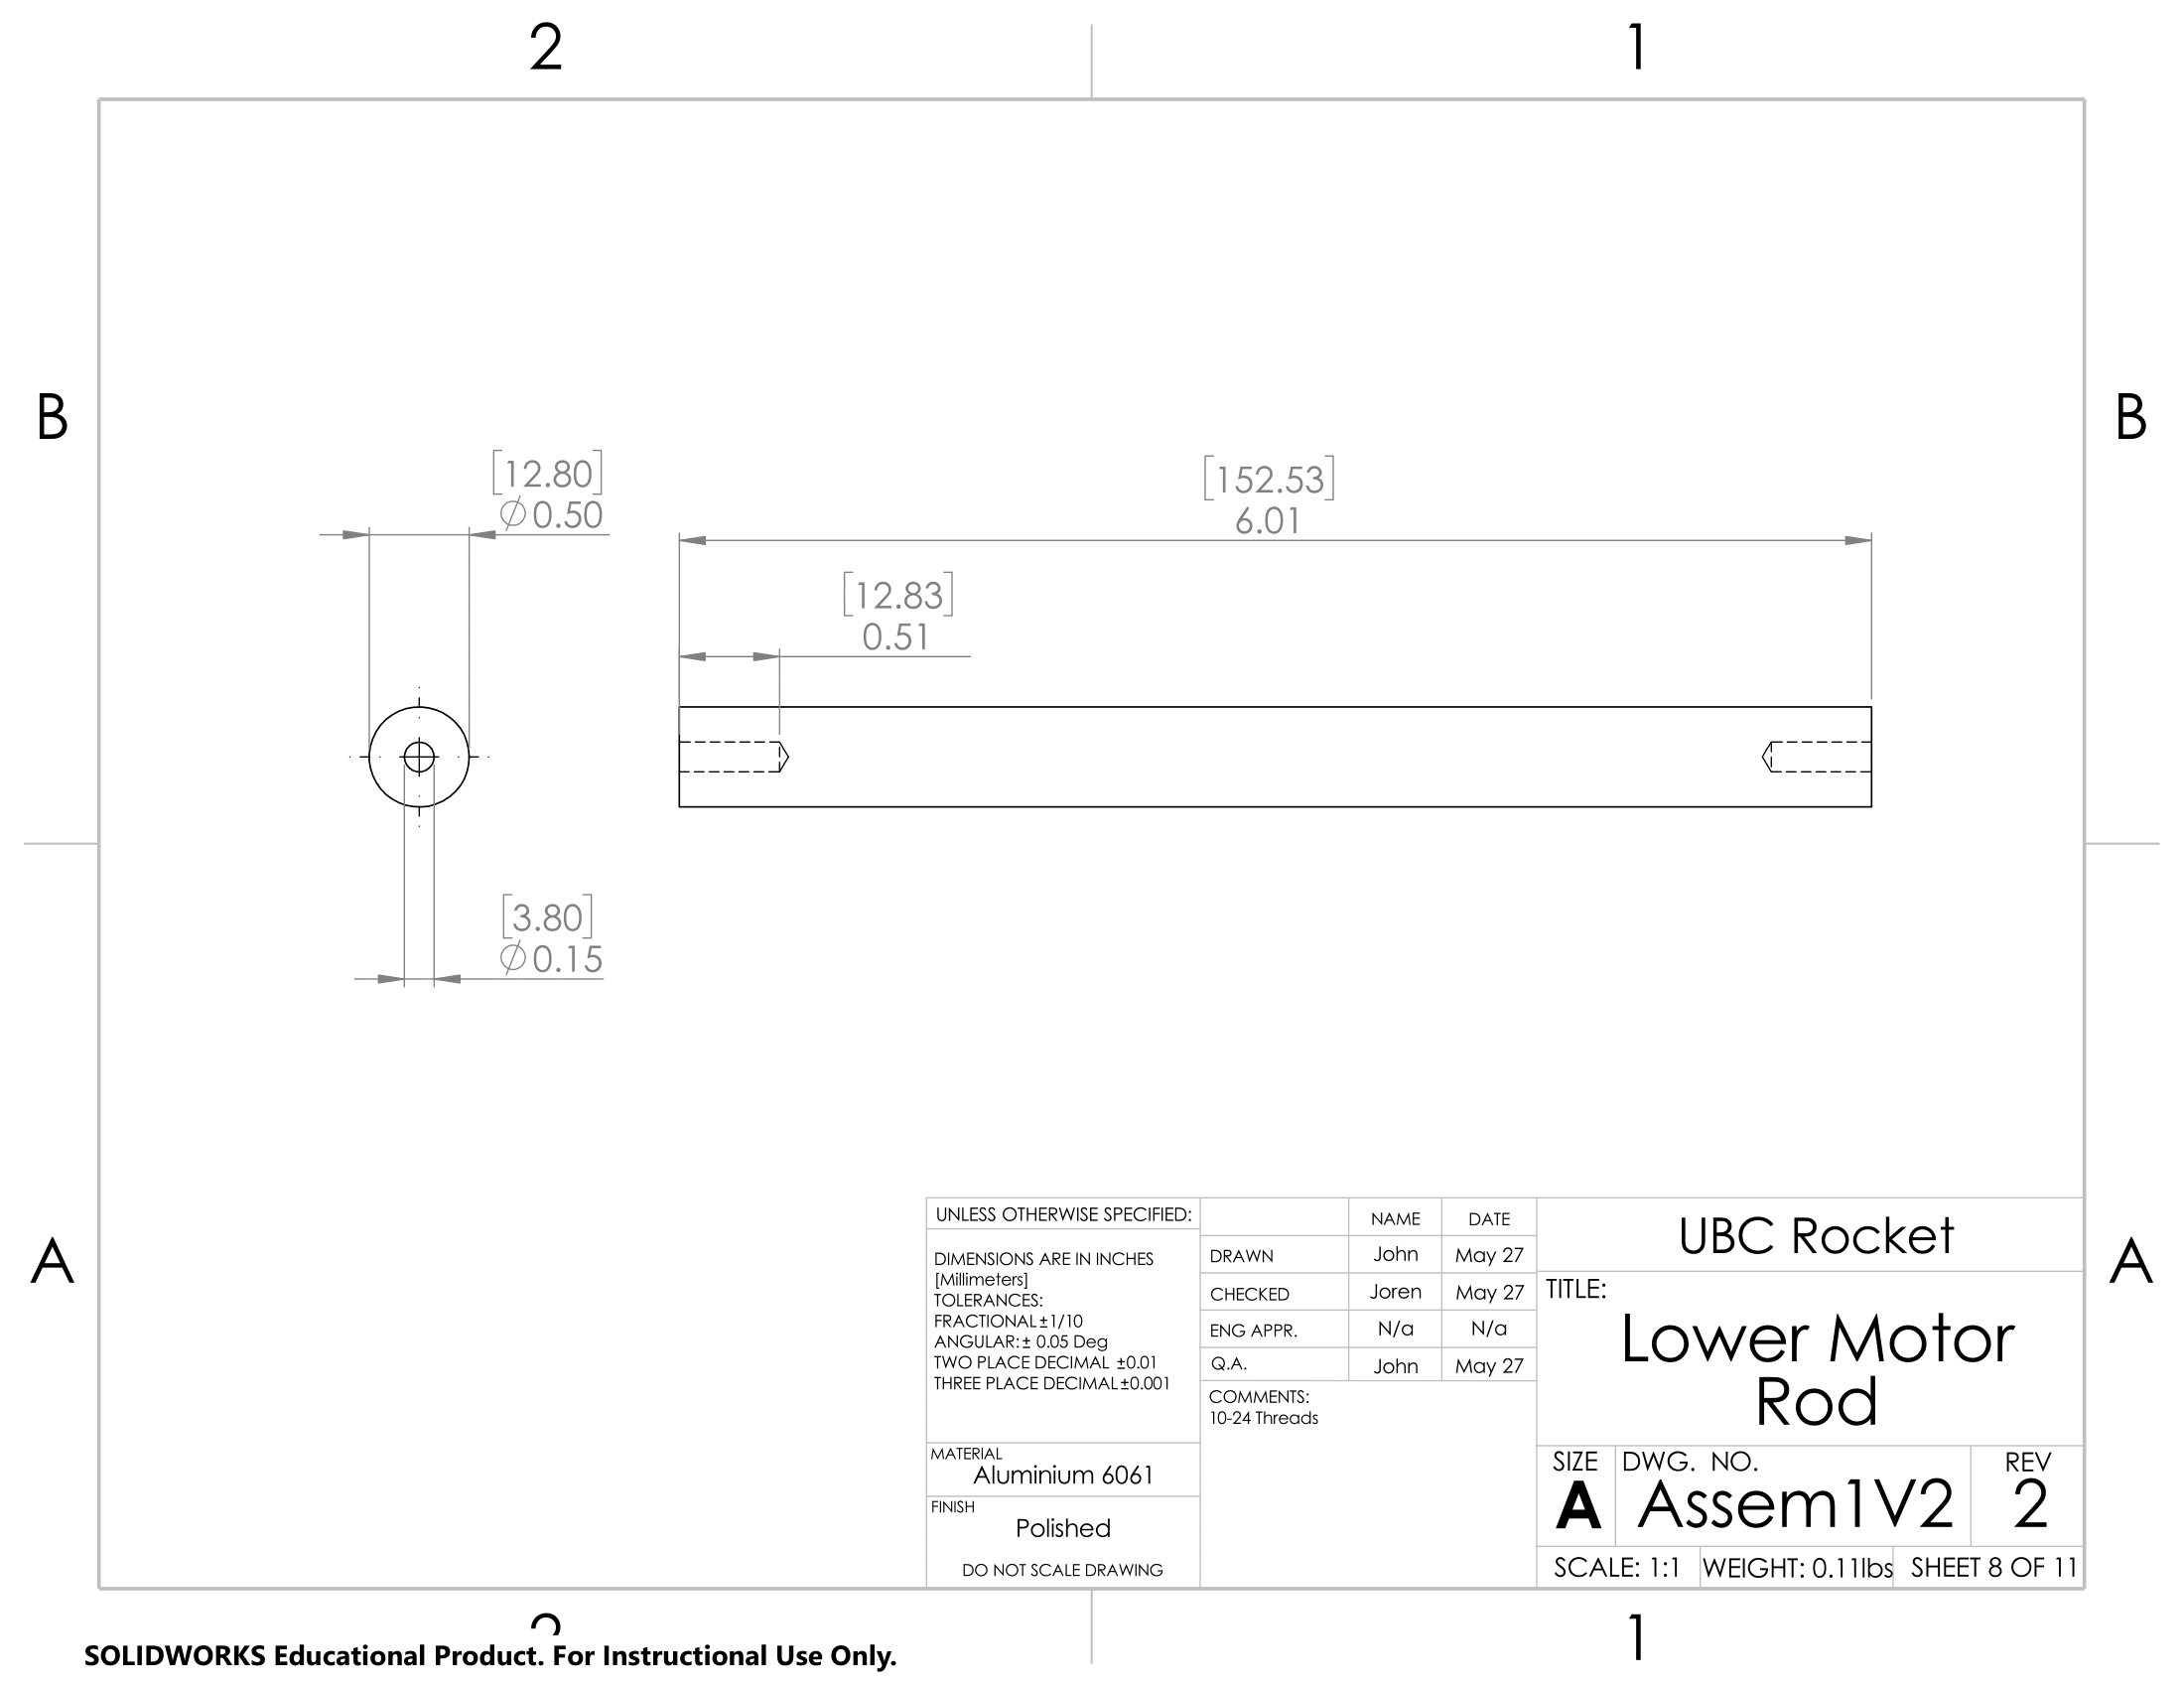 2
1
B
B
[12.80]
∅0.50
[152.53]
6.01
[12.83]
0.51
[3.80]
∅0.15
A
A
UNLESS OTHERWISE SPECIFIED:
DIMENSIONS ARE IN INCHES
[Millimeters]
TOLERANCES:
FRACTIONAL±1/10
ANGULAR:± 0.05 Deg
TWO PLACE DECIMAL ±0.01
THREE PLACE DECIMAL±0.001
MATERIAL
Aluminium 6061
FINISH
Polished
DO NOT SCALE DRAWING
NAME DATE
DRAWN John May 27
CHECKED Joren May 27
ENG APPR. N/a N/a
Q.A. John May 27
COMMENTS:
10-24 Threads
UBC Rocket
TITLE:
Lower Motor
Rod
SIZE DWG. NO. REV
A Assem1V2 2
SCALE: 1:1 WEIGHT: 0.11lbs SHEET 8 OF 11
2
1
SOLIDWORKS Educational Product. For Instructional Use Only.